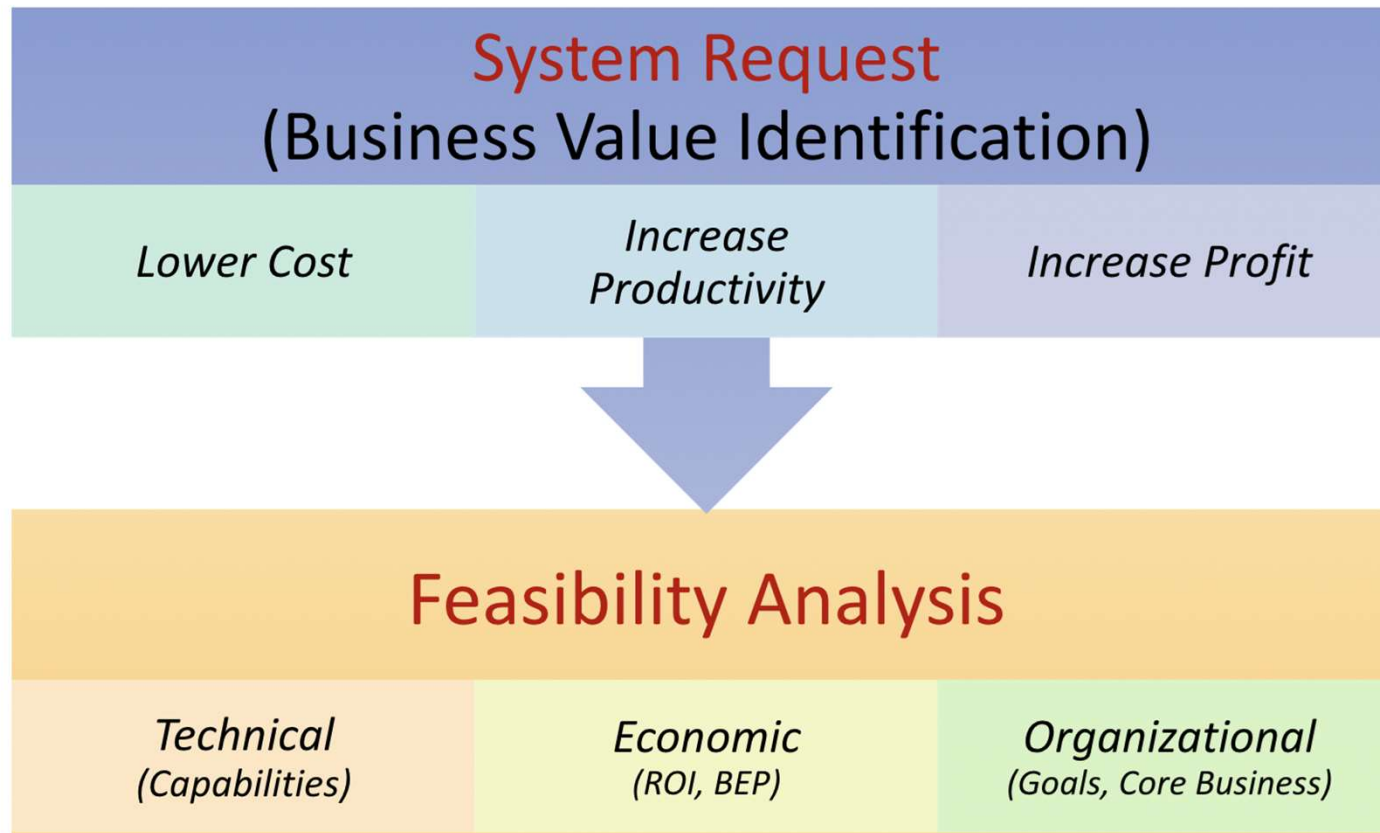 System Request
(Business Value Identification)
Lower Cost
Increase
Productivity
Increase Profit
Feasibility Analysis
Technical
(Capabilities)
Economic
(ROI, BEP)
Organizational
(Goals, Core Business)